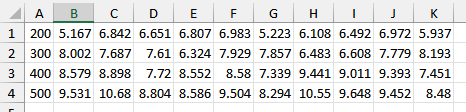 A B C D E F G H I J K
1 200 5.167 6.842 6.651 6.807 6.983 5.223 6.108 6.492 6.972 5.937
2 300 8.002 7.687 7.61 6.324 7.929 7.857 6.483 6.608 7.779 8.193
3 400 8.579 8.898 7.72 8.552 8.58 7.339 9.441 9.011 9.393 7.451
4 500 9.531 10.68 8.804 8.586 9.504 8.294 10.55 9.648 9.452 8.48